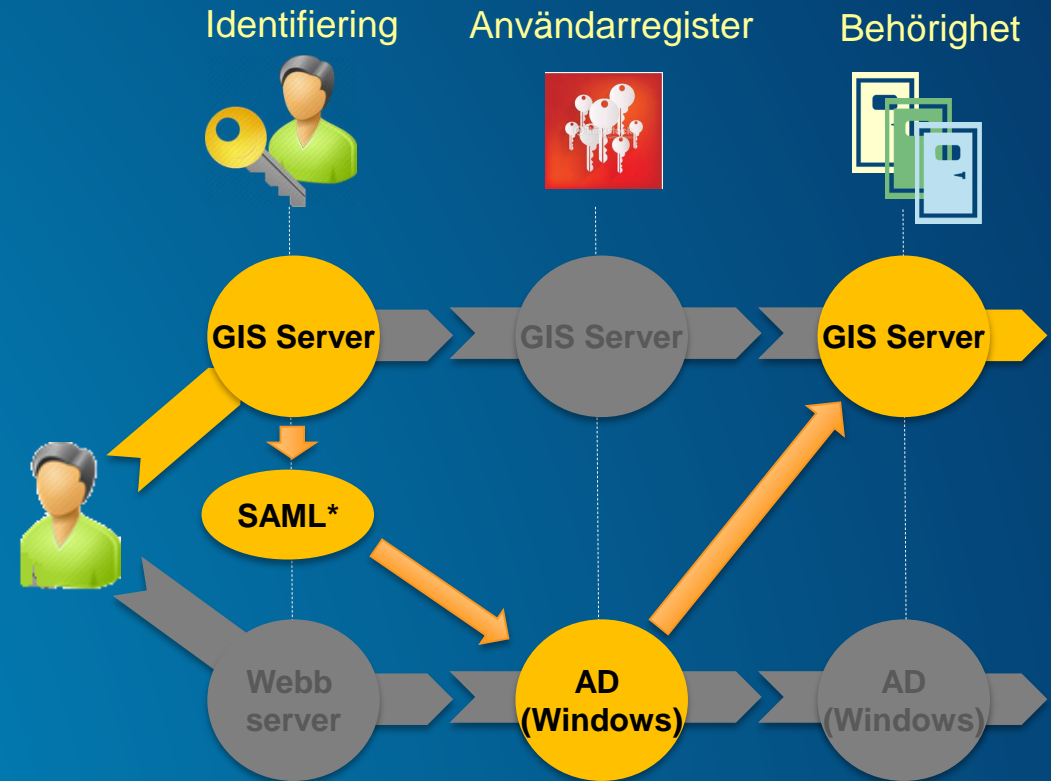 Identifiering
Användarregister
Behörighet
GIS Server
GIS Server
GIS Server
SAML*
Webb
server
AD
(Windows)
AD
(Windows)